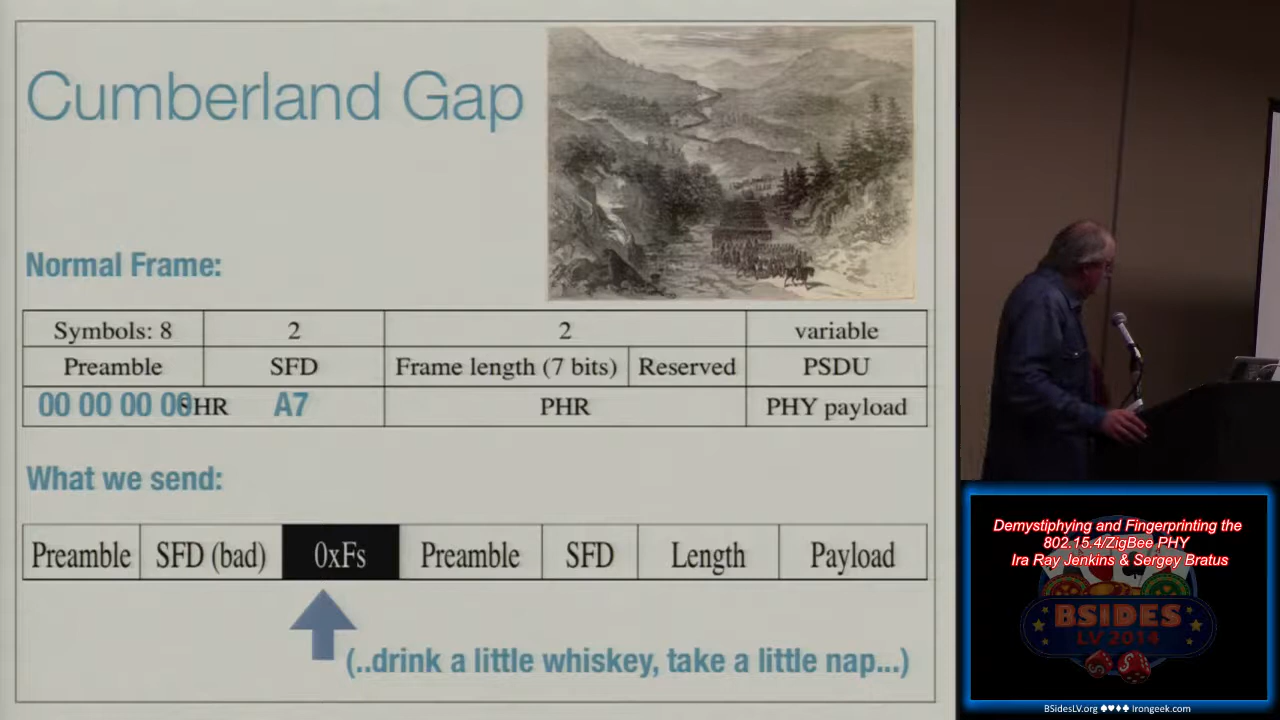 Cumberland Gap
Normal Frame:
Symbols: 8 2 2 variable
Preamble SFD Frame length (7 bits) Reserved PSDU
00 00 00 00 SHR A7 PHR PHY payload
What we send:
Preamble SFD (bad) 0xFs Preamble SFD Length Payload
(..drink a little whiskey, take a little nap...)
Demystiphying and Fingerprinting the
802.15.4/ZigBee PHY
Ira Ray Jenkins & Sergey Bratus
BSIDES
LV 2014
BSidesLV.org ♠♥♦♣ Irongeek.com